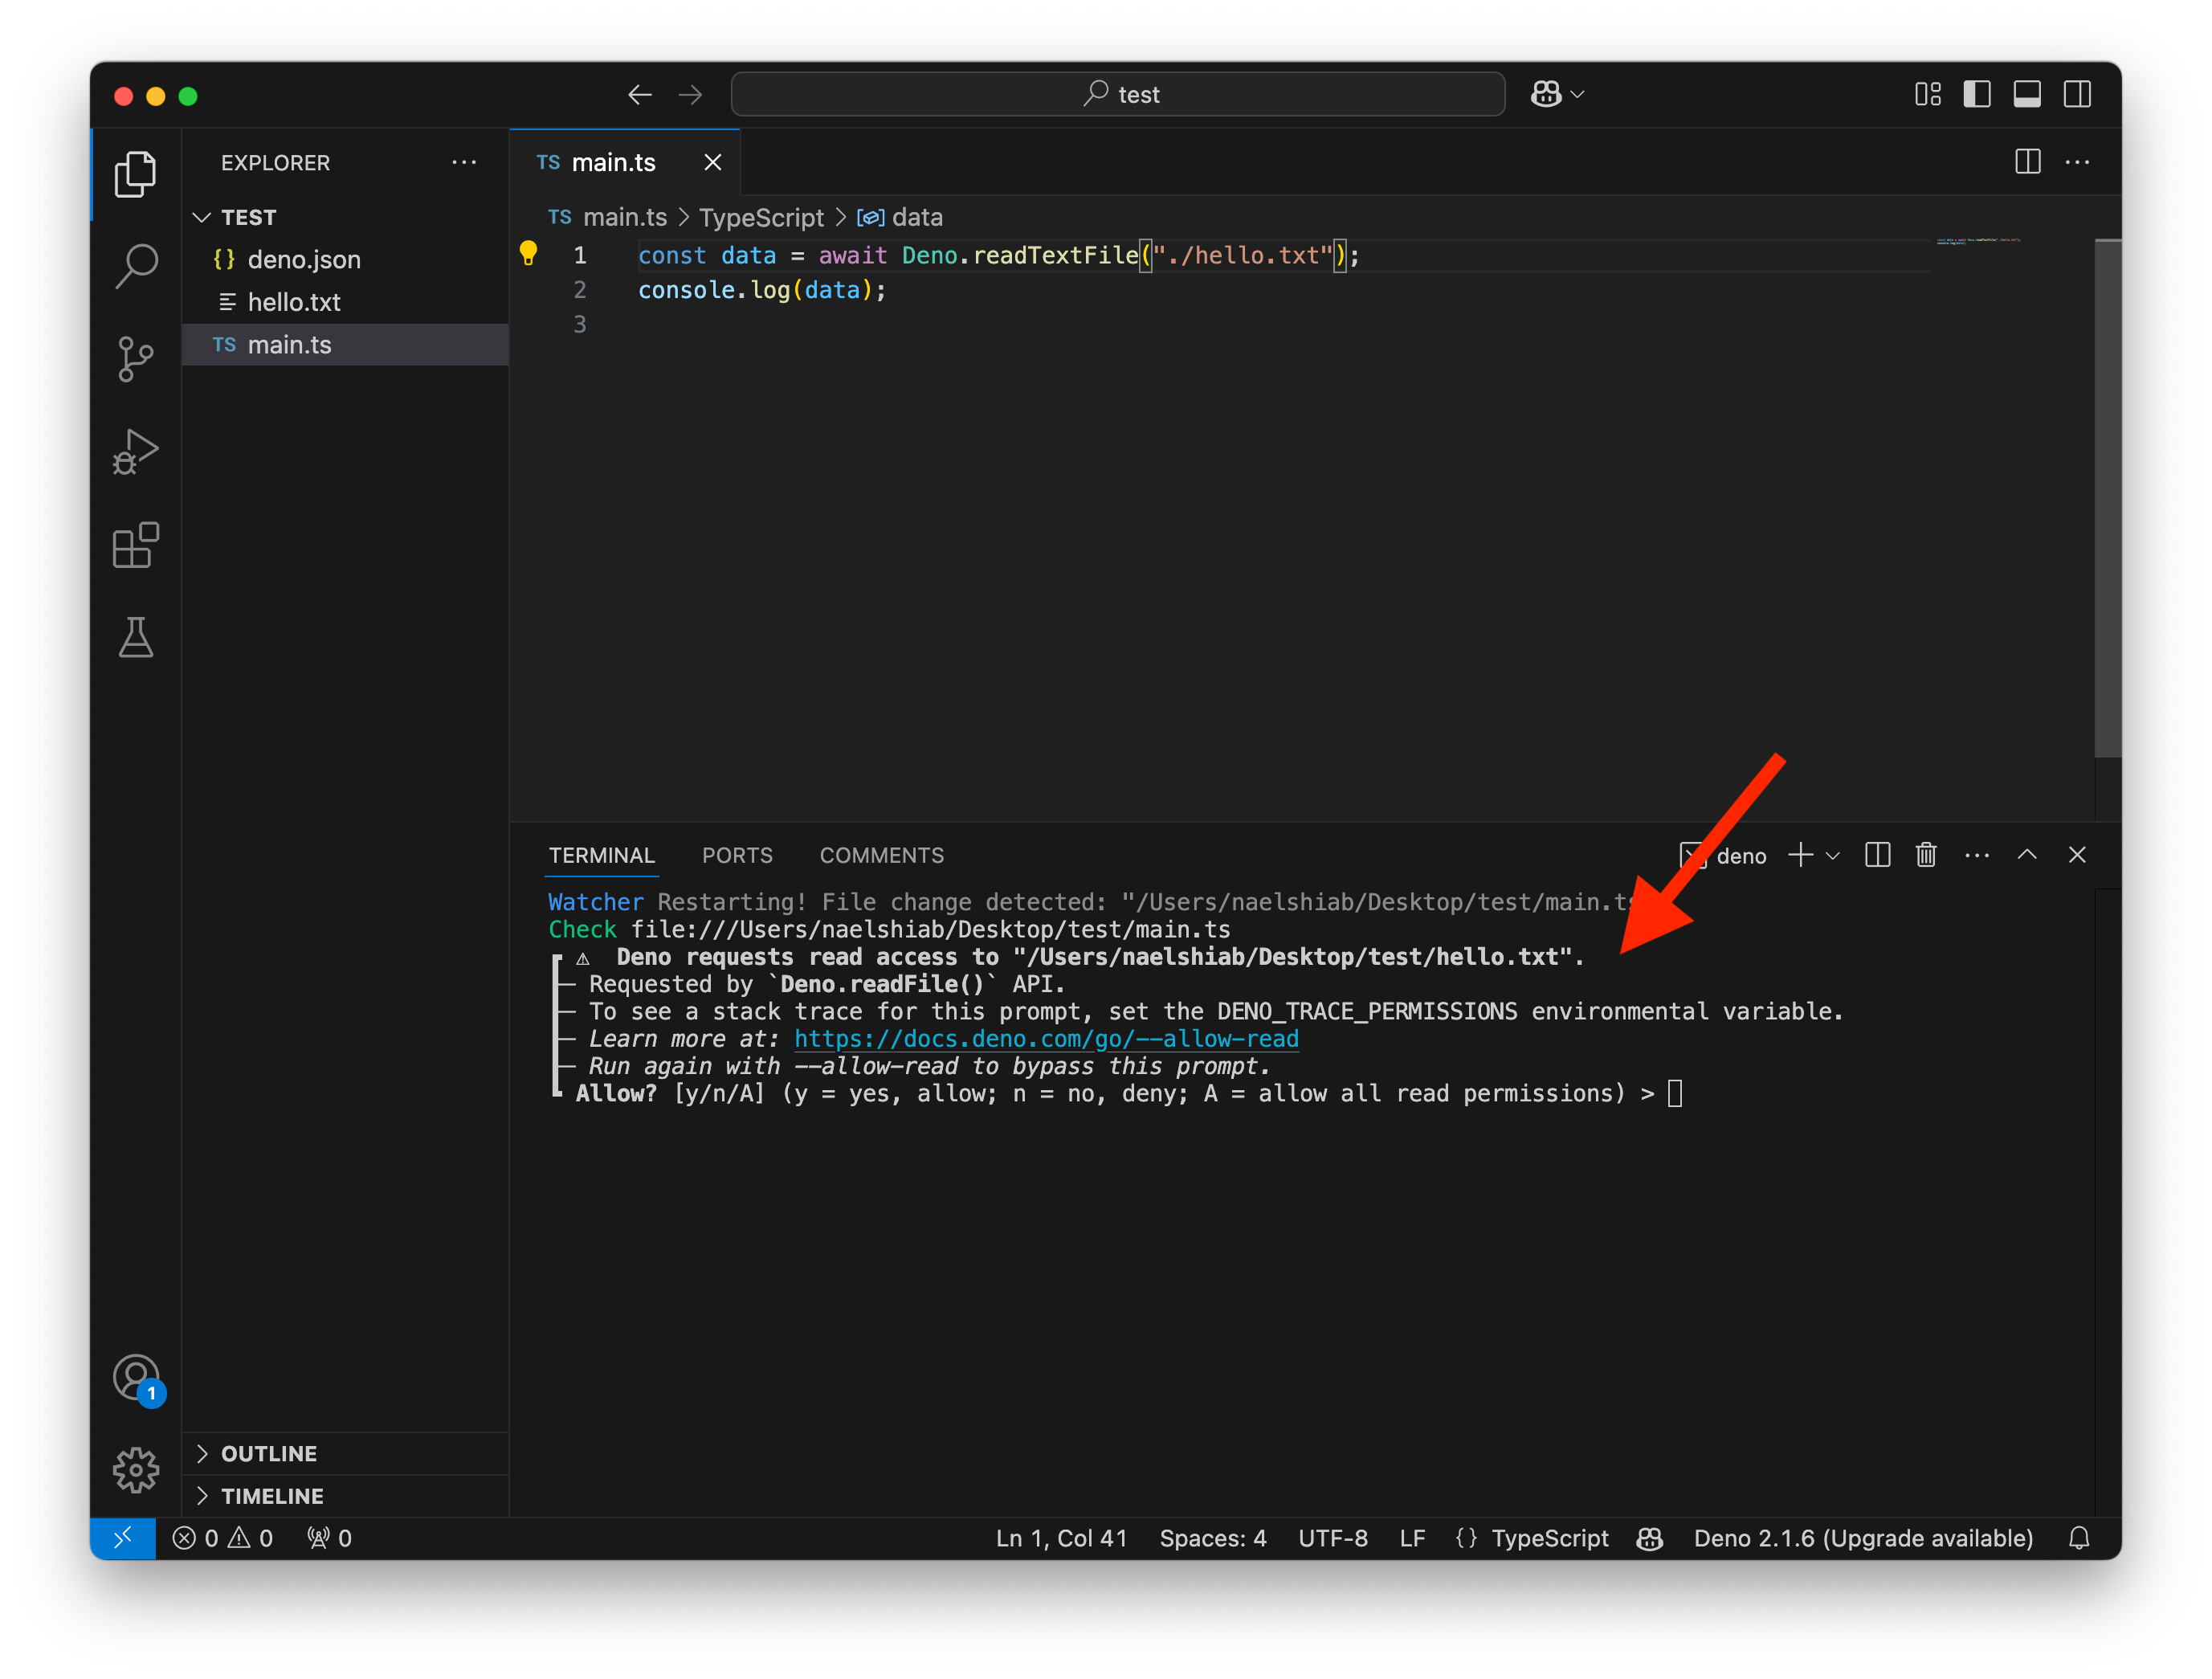 test
EXPLORER
TEST
{} deno.json
hello.txt
TS main.ts
OUTLINE
TIMELINE
1
TS main.ts
TS main.ts > TypeScript > data
1 const data = await Deno.readTextFile("./hello.txt");
2 console.log(data);
3
TERMINAL PORTS COMMENTS
deno
Watcher Restarting! File change detected: "/Users/naelshiab/Desktop/test/main.ts
Check file:///Users/naelshiab/Desktop/test/main.ts
⚠ Deno requests read access to "/Users/naelshiab/Desktop/test/hello.txt".
Requested by `Deno.readFile()` API.
To see a stack trace for this prompt, set the DENO_TRACE_PERMISSIONS environmental variable.
Learn more at: https://docs.deno.com/go/--allow-read
Run again with --allow-read to bypass this prompt.
Allow? [y/n/A] (y = yes, allow; n = no, deny; A = allow all read permissions) >
0 0 0 Ln 1, Col 41 Spaces: 4 UTF-8 LF {} TypeScript Deno 2.1.6 (Upgrade available)